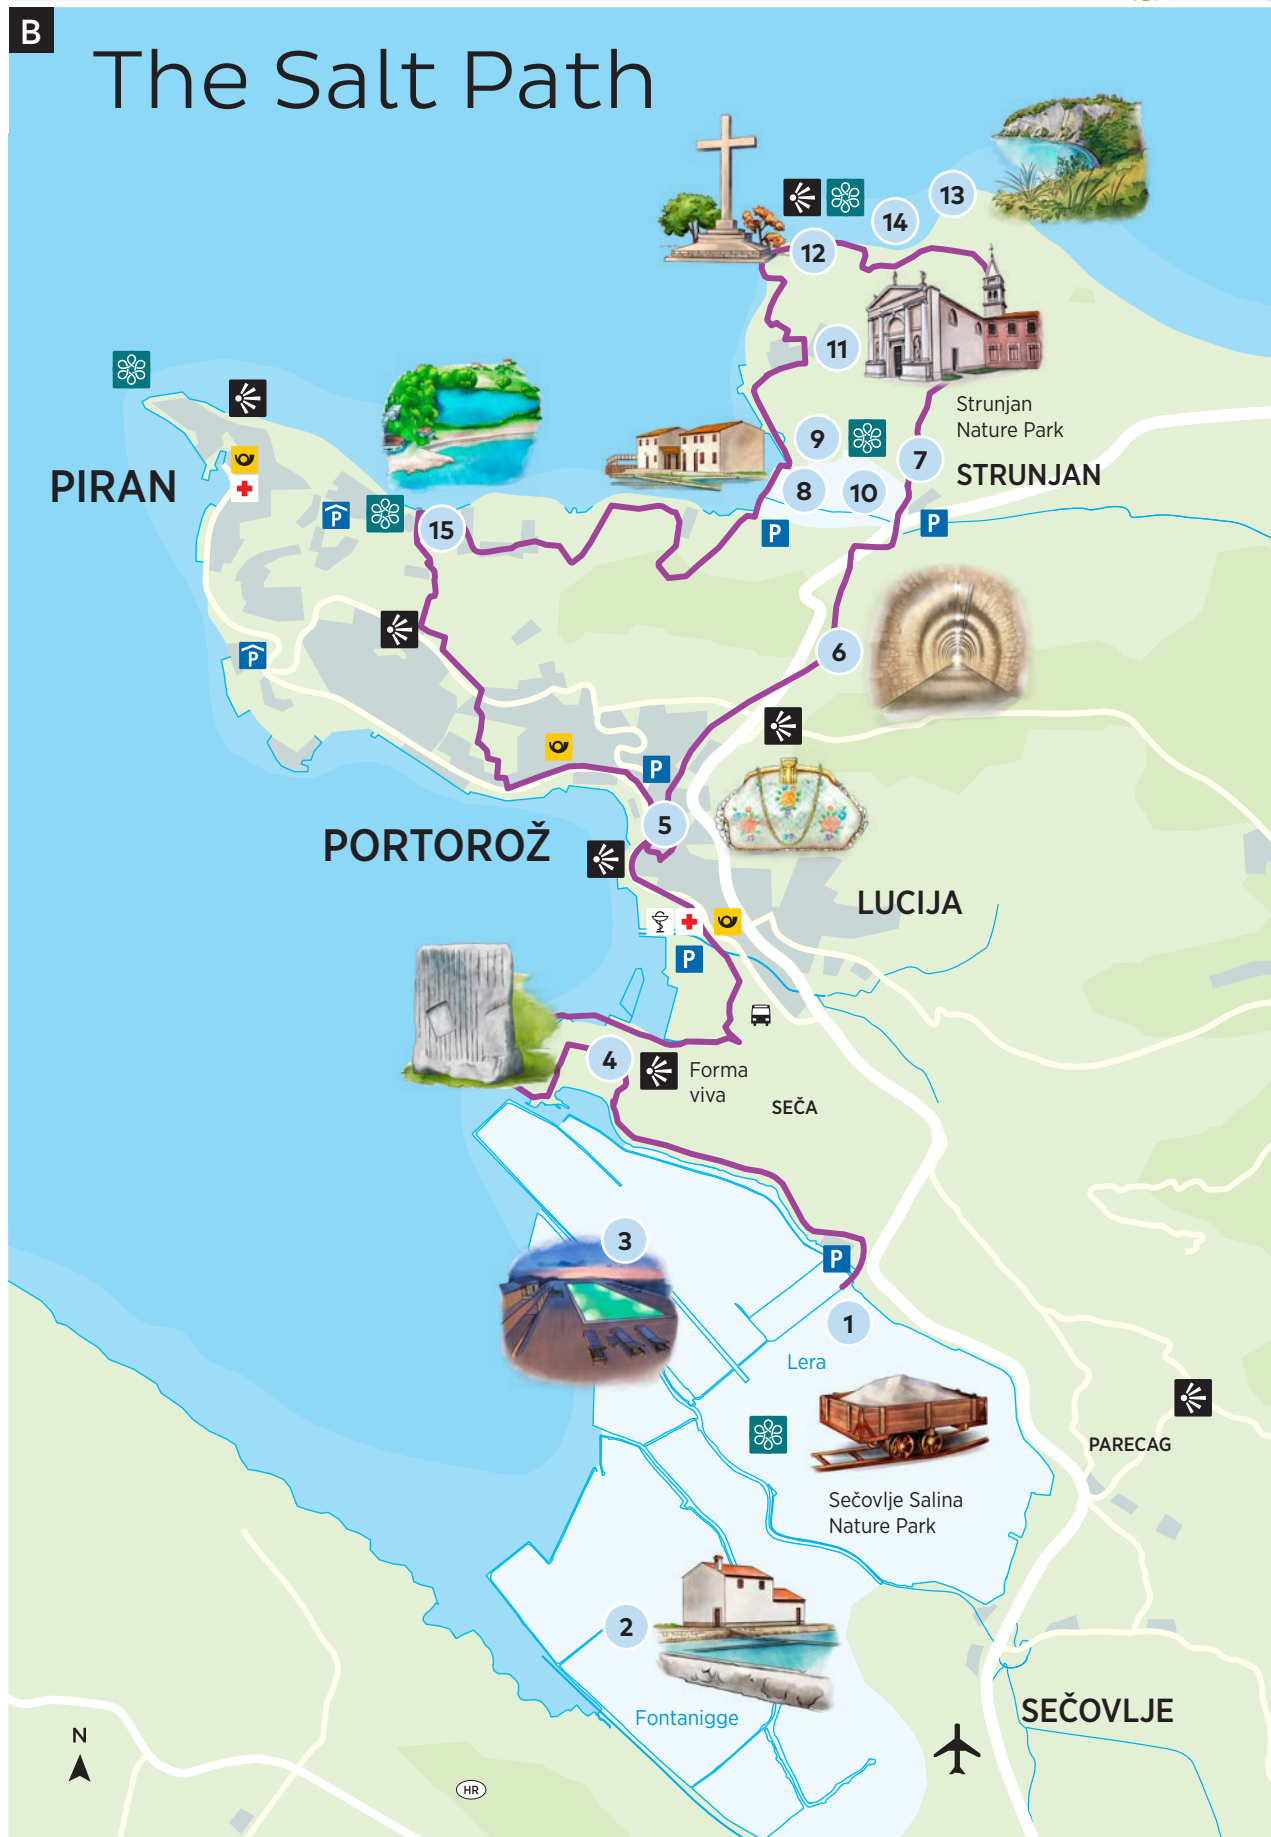 B
The Salt Path
13
14
12
11
Strunjan
Nature Park
9
7
STRUNJAN
PIRAN
8
10
P
15
P
P
6
P
P
5
PORTOROŽ
LUCIJA
P
4
Forma
viva
SEČA
3
P
1
Lera
PARECAG
Sečovlje Salina
Nature Park
2
Fontanigge
SEČOVLJE
N
HR